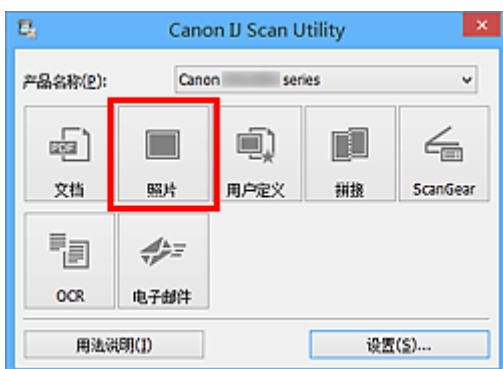 Canon IJ Scan Utility
产品名称(P): Canon series
文档 照片 用户定义 拼接 ScanGear
OCR 电子邮件
用法说明(I) 设置(S)...